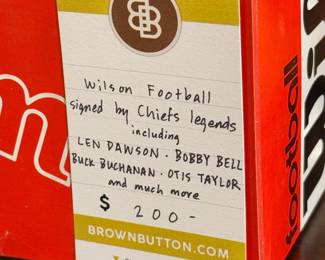 Wilson Football
signed by Chiefs legends
including
LEN DAWSON · BOBBY BELL
BUCK BUCHANAN · OTIS TAYLOR
and much more
$ 200-
BROWNBUTTON.COM
football